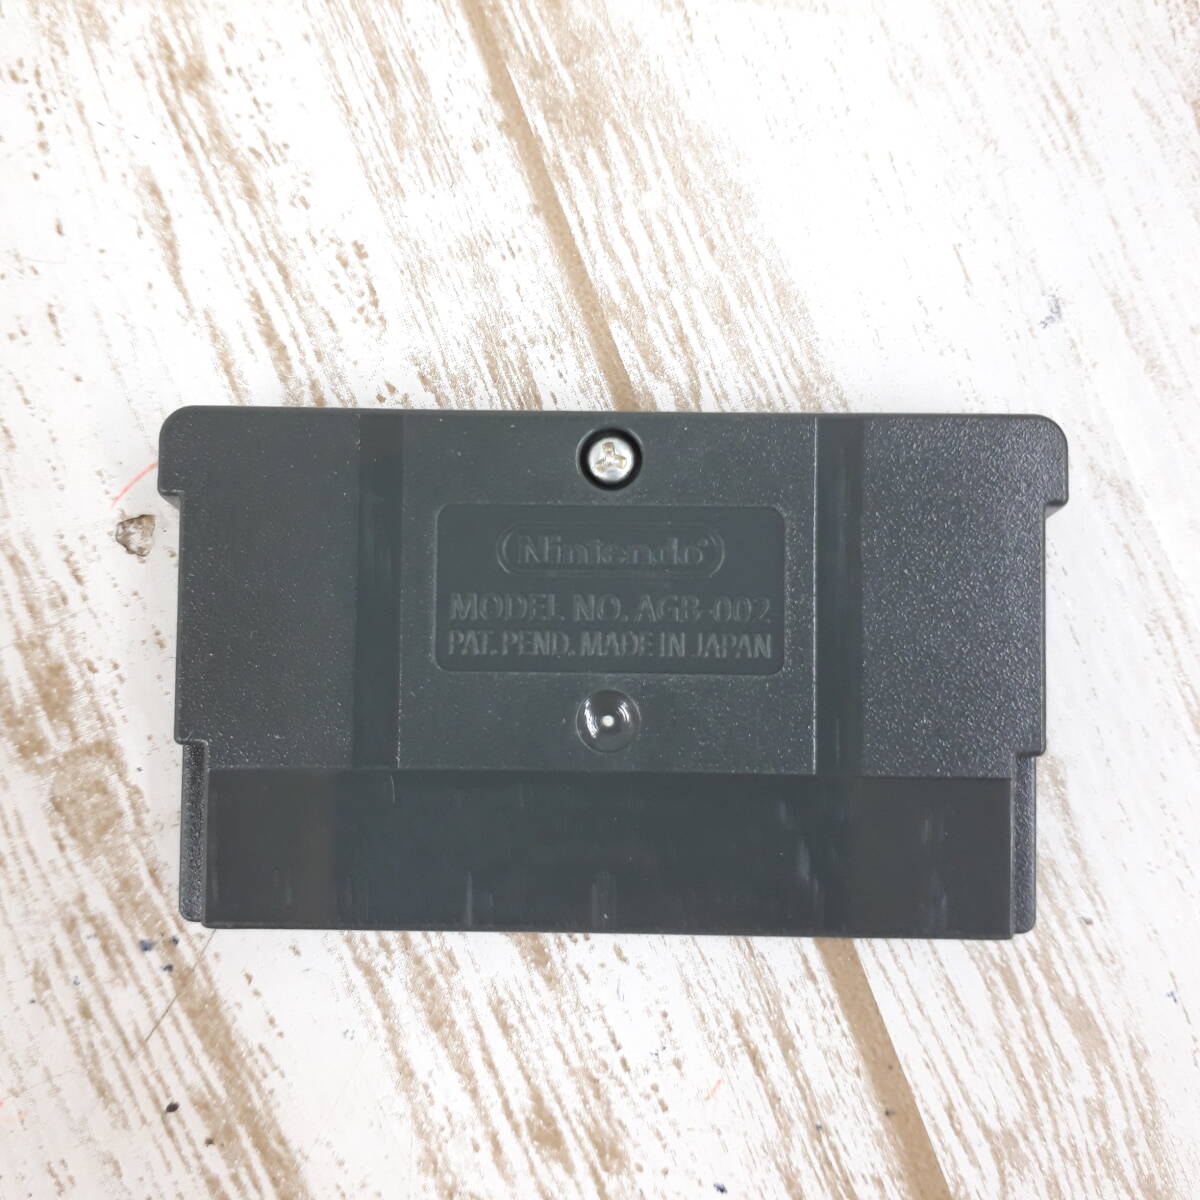 Nintendo®
MODEL NO. AGB-002
PAT. PEND. MADE IN JAPAN